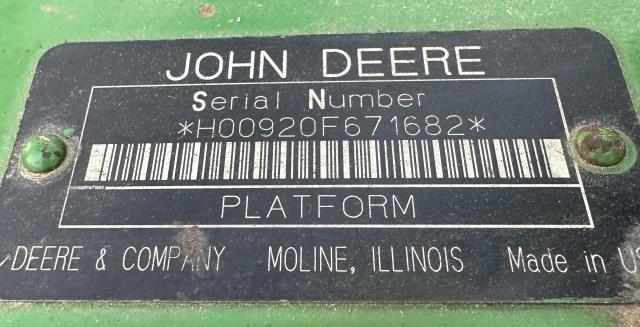 JOHN DEERE
Serial Number
*H00920F671682*
PLATFORM
DEERE & COMPANY MOLINE, ILLINOIS Made in